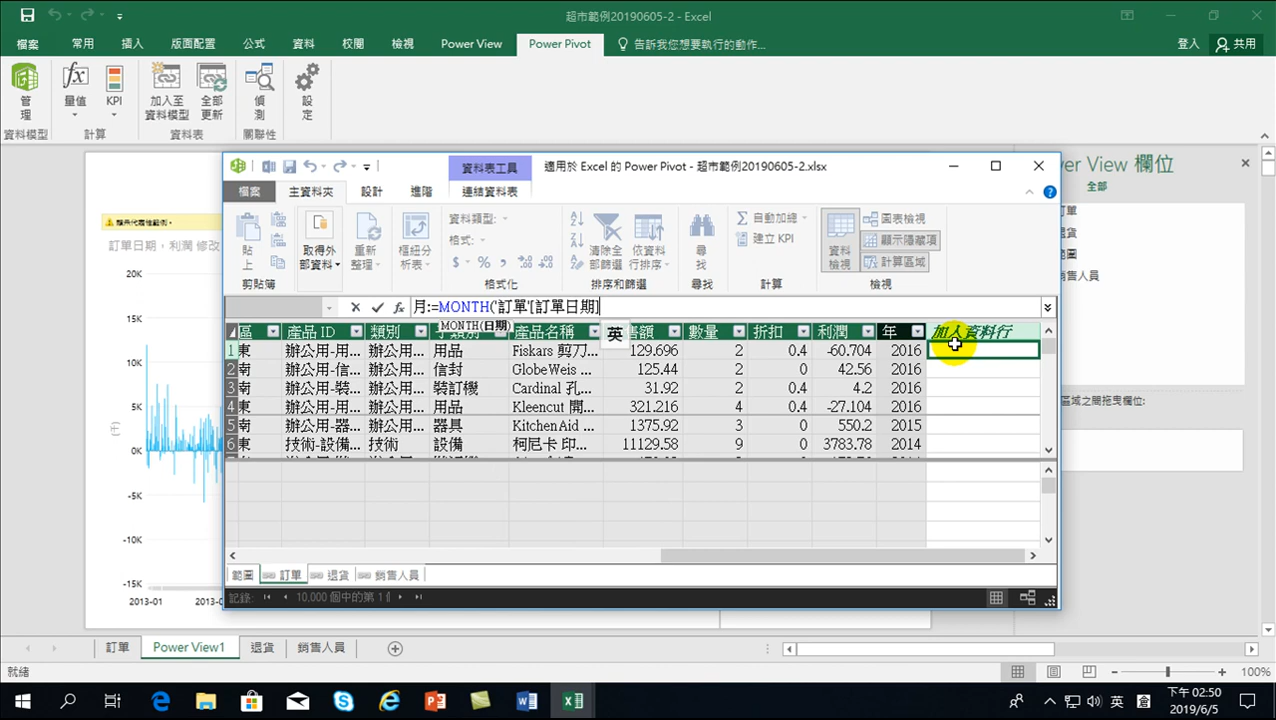 超市範例20190605-2 - Excel
檔案 常用 插入 版面配置 公式 資料 校閱 檢視 Power View Power Pivot 告訴我您想要執行的動作... 登入 共用
管理 量值 KPI 加入至資料模型 全部更新 偵測 設定
資料模型 計算 資料表 關聯性
資料表工具 適用於 Excel 的 Power Pivot - 超市範例20190605-2.xlsx
檔案 主資料夾 設計 進階 連結資料表
貼上 取得外部資料 重新整理 樞紐分析表 資料類型: 格式: $ % 清除全部篩選 依資料行排序 尋找 自動加總 建立 KPI 資料檢視 圖表檢視 顯示隱藏項 計算區域
剪貼簿 格式化 排序和篩選 尋找 計算 檢視
月:=MONTH('訂單'[訂單日期]
MONTH(日期)
英
區 產品 ID 類別 產品名稱 售額 數量 折扣 利潤 年 加入資料行
1 東 辦公用-用... 辦公用... 用品 Fiskars 剪刀... 129.696 2 0.4 -60.704 2016
2 南 辦公用-信... 辦公用... 信封 GlobeWeis ... 125.44 2 0 42.56 2016
3 南 辦公用-裝... 辦公用... 裝訂機 Cardinal 孔... 31.92 2 0.4 4.2 2016
4 東 辦公用-用... 辦公用... 用品 Kleencut 開... 321.216 4 0.4 -27.104 2016
5 南 辦公用-器... 辦公用... 器具 KitchenAid ... 1375.92 3 0 550.2 2015
6 東 技術-設備... 技術 設備 柯尼卡 印... 11129.58 9 0 3783.78 2014
範圍 訂單 退貨 銷售人員
記錄: 10,000 個中的第 1 個
顯示代表性範例。
訂單日期，利潤 修改
20K
15K
10K
5K
0K
-5K
-10K
-15K
(千)
2013-01
Power View 欄位
全部
訂單
退貨
範圍
銷售人員
區域之間拖曳欄位:
訂單 Power View1 退貨 銷售人員
就緒 100%
英 下午 02:50
2019/6/5